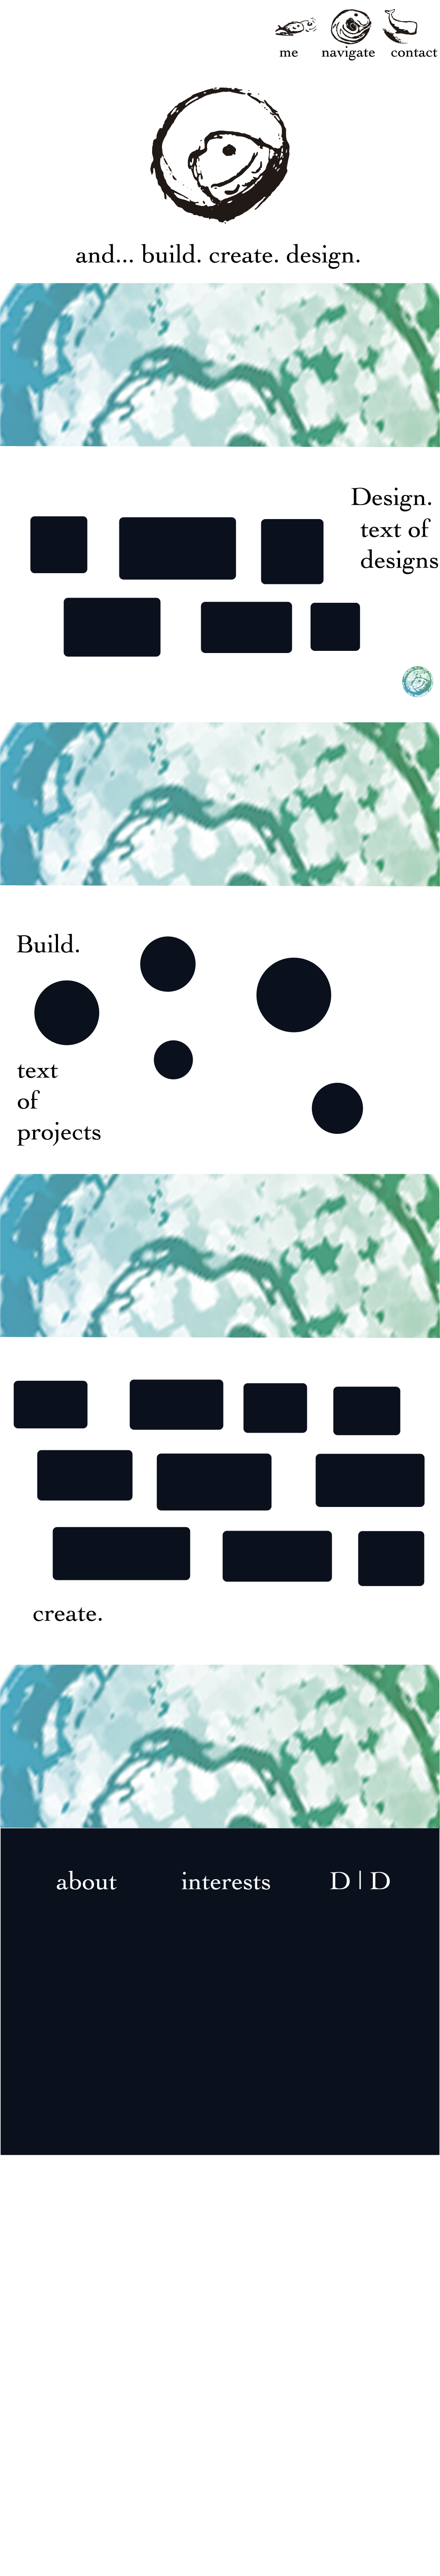 me navigate contact
and... build. create. design.
Design.
text of
designs
Build.
text
of
projects
create.
about interests D | D